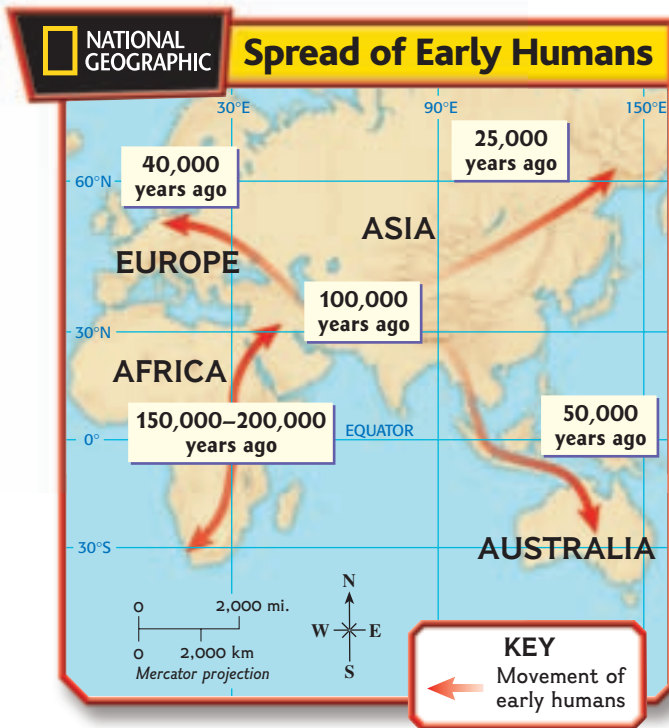 NATIONAL
GEOGRAPHIC
Spread of Early Humans
30°E
90°E
150°E
40,000
years ago
25,000
years ago
60°N
ASIA
EUROPE
100,000
years ago
30°N
AFRICA
150,000–200,000
years ago
50,000
years ago
0°
EQUATOR
30°S
AUSTRALIA
0 2,000 mi.
0 2,000 km
Mercator projection
N
W E
S
KEY
Movement of
early humans